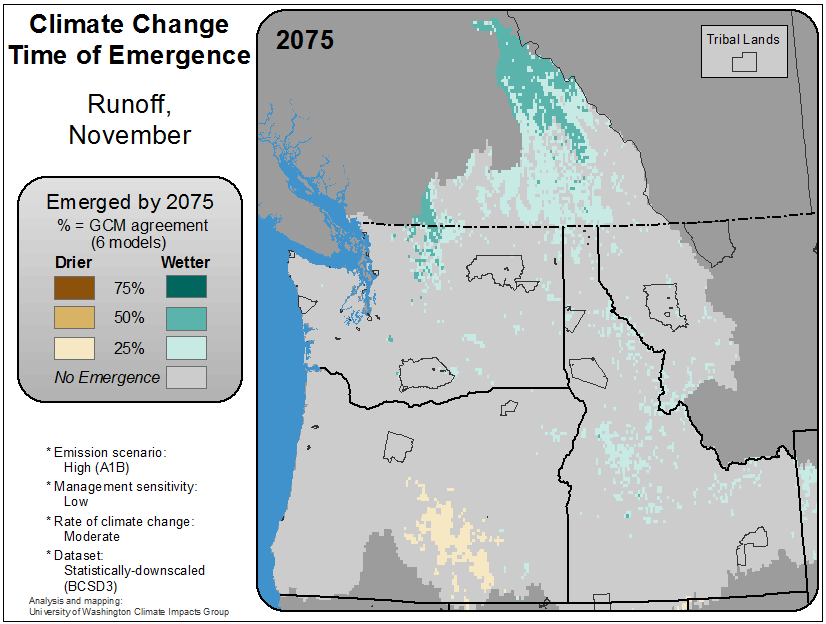 Climate Change
Time of Emergence
Runoff,
November
Emerged by 2075
% = GCM agreement
(6 models)
Drier
Wetter
75%
50%
25%
No Emergence
* Emission scenario:
High (A1B)
* Management sensitivity:
Low
* Rate of climate change:
Moderate
* Dataset:
Statistically-downscaled
(BCSD3)
Analysis and mapping:
University of Washington Climate Impacts Group
2075
Tribal Lands